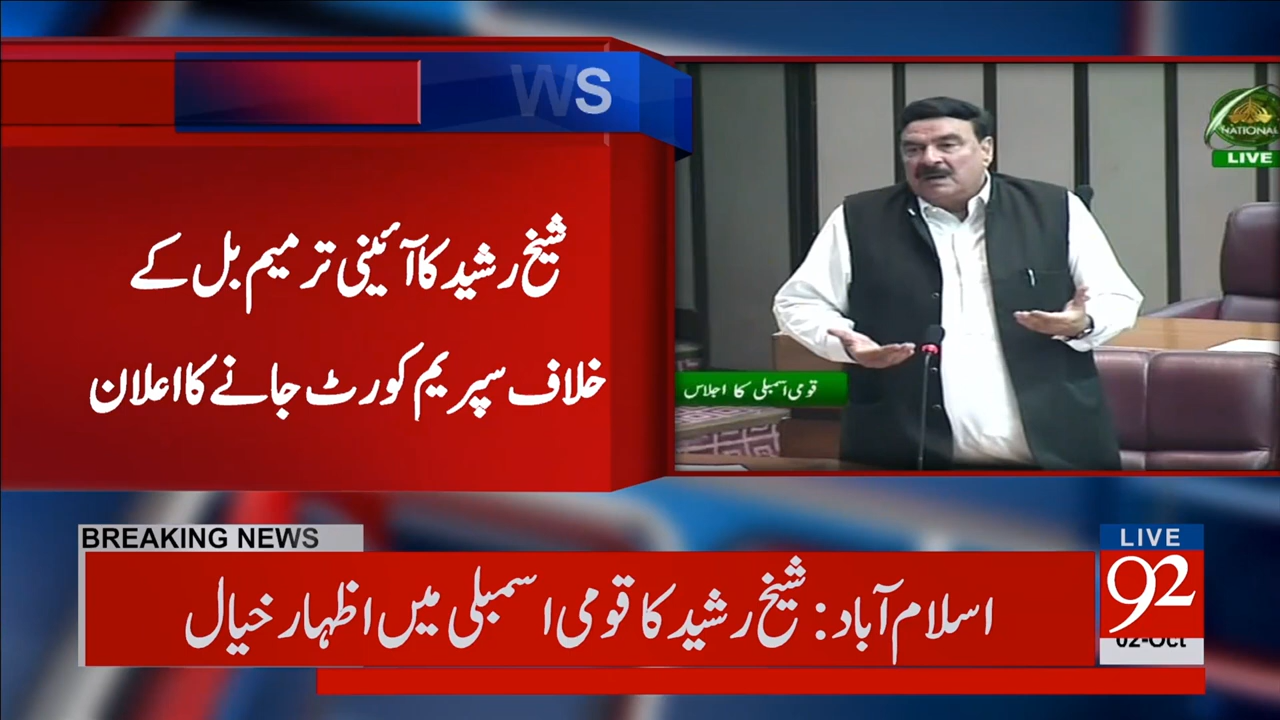 WS
شیخ رشید کا آئینی ترمیم بل کے
خلاف سپریم کورٹ جانے کا اعلان
NATIONAL
LIVE
قومی اسمبلی کا اجلاس
BREAKING NEWS
اسلام آباد: شیخ رشید کا قومی اسمبلی میں اظہار خیال
LIVE
92
02-Oct